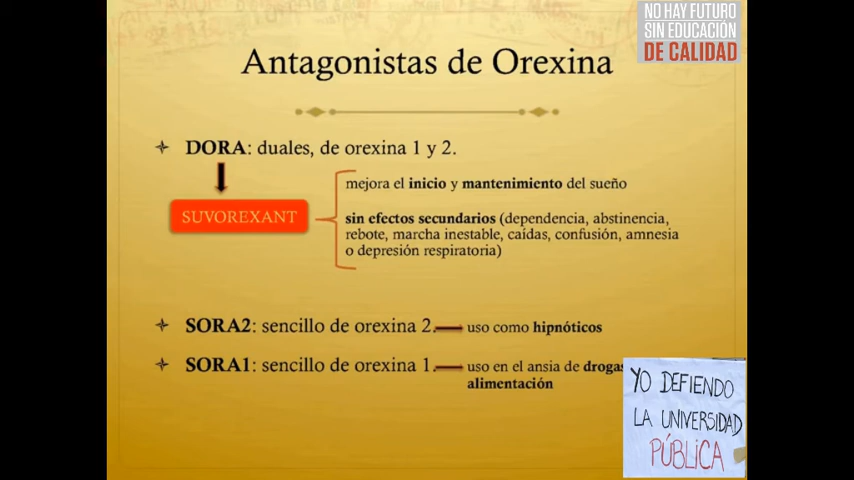 NO HAY FUTURO
SIN EDUCACIÓN
DE CALIDAD
Antagonistas de Orexina
DORA: duales, de orexina 1 y 2.
SUVOREXANT
mejora el inicio y mantenimiento del sueño
sin efectos secundarios (dependencia, abstinencia,
rebote, marcha inestable, caídas, confusión, amnesia
o depresión respiratoria)
SORA2: sencillo de orexina 2.
uso como hipnóticos
SORA1: sencillo de orexina 1.
uso en el ansia de drogas
alimentación
YO DEFIENDO
LA UNIVERSIDAD
PÚBLICA